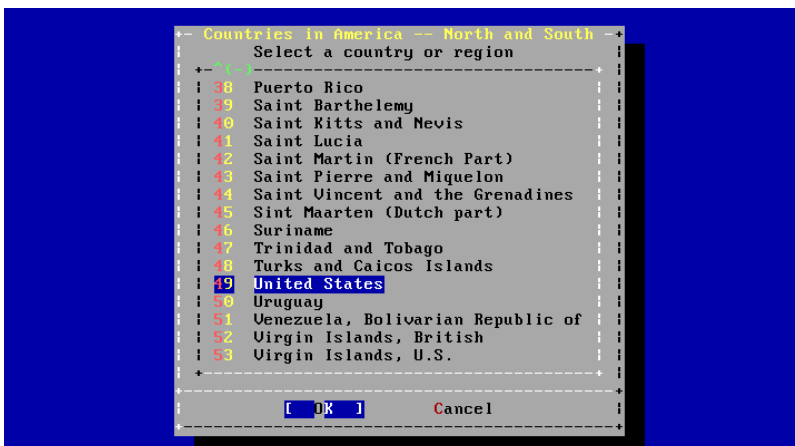 Countries in America -- North and South
Select a country or region
^(-)
38 Puerto Rico
39 Saint Barthelemy
40 Saint Kitts and Nevis
41 Saint Lucia
42 Saint Martin (French Part)
43 Saint Pierre and Miquelon
44 Saint Vincent and the Grenadines
45 Sint Maarten (Dutch part)
46 Suriname
47 Trinidad and Tobago
48 Turks and Caicos Islands
49 United States
50 Uruguay
51 Venezuela, Bolivarian Republic of
52 Virgin Islands, British
53 Virgin Islands, U.S.
[ OK ] Cancel